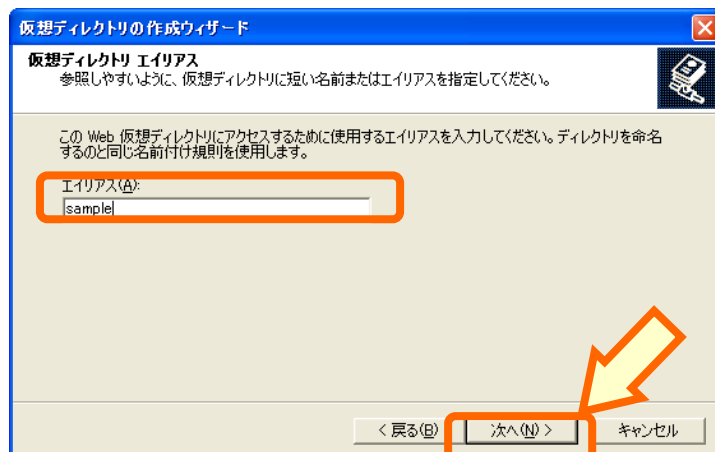 仮想ディレクトリの作成ウィザード
仮想ディレクトリ エイリアス
参照しやすいように、仮想ディレクトリに短い名前またはエイリアスを指定してください。
この Web 仮想ディレクトリにアクセスするために使用するエイリアスを入力してください。ディレクトリを命名
するのと同じ名前付け規則を使用します。
エイリアス(A):
sample
< 戻る(B) 次へ(N) > キャンセル